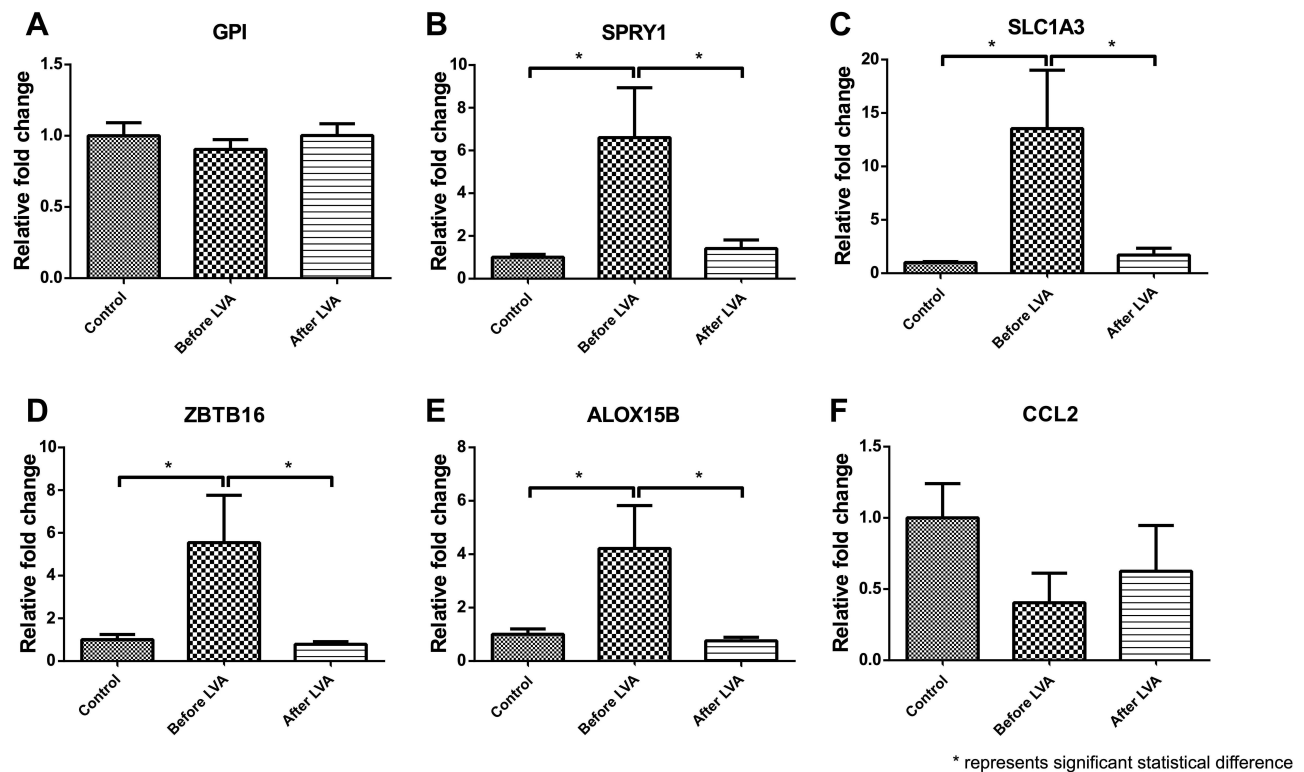 A
GPI
Relative fold change
1.5
1.0
0.5
0.0
Control
Before LVA
After LVA
B
SPRY1
* *
Relative fold change
10
8
6
4
2
0
Control
Before LVA
After LVA
C
SLC1A3
* *
Relative fold change
20
15
10
5
0
Control
Before LVA
After LVA
D
ZBTB16
* *
Relative fold change
10
8
6
4
2
0
Control
Before LVA
After LVA
E
ALOX15B
* *
Relative fold change
8
6
4
2
0
Control
Before LVA
After LVA
F
CCL2
Relative fold change
1.5
1.0
0.5
0.0
Control
Before LVA
After LVA
* represents significant statistical difference